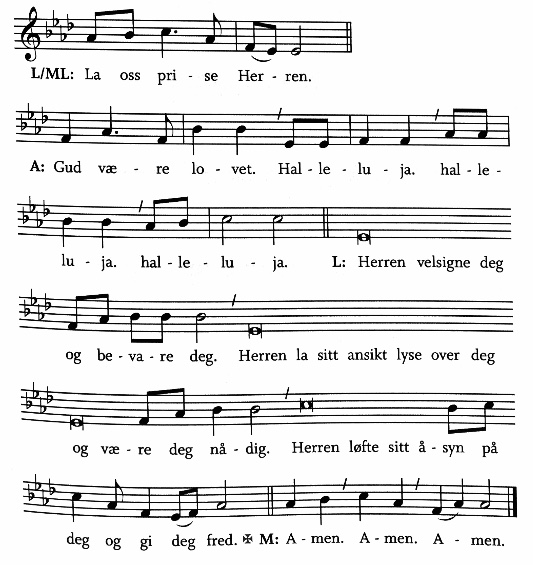 L/ML: La oss pri - se Her - ren.
A: Gud væ - re lo - vet. Hal - le - lu - ja. hal - le -
lu - ja. hal - le - lu - ja. L: Herren velsigne deg
og be - va - re deg. Herren la sitt ansikt lyse over deg
og væ - re deg nå - dig. Herren løfte sitt å - syn på
deg og gi deg fred. ✠ M: A - men. A - men. A - men.